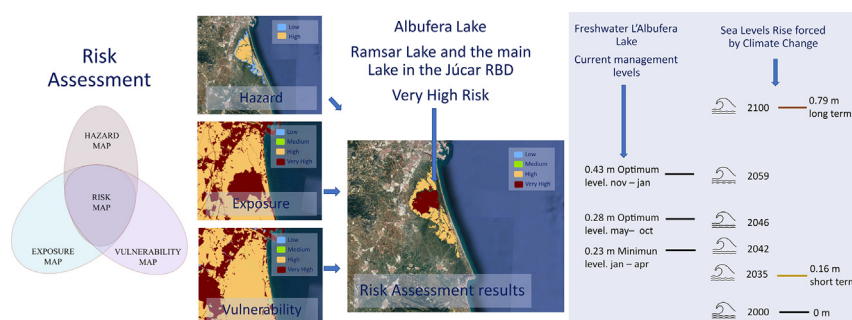 Risk
Assessment
HAZARD
MAP
RISK
MAP
EXPOSURE
MAP
VULNERABILITY
MAP
Low
High
Hazard
Low
Medium
High
Very High
Exposure
Low
Medium
High
Very High
Vulnerability
Albufera Lake
Ramsar Lake and the main
Lake in the Júcar RBD
Very High Risk
Low
Medium
High
Very High
Risk Assessment results
Freshwater L'Albufera
Lake
Current management
levels
0.43 m Optimum
level. nov – jan
0.28 m Optimum
level. may– oct
0.23 m Minimun
level. jan – apr
Sea Levels Rise forced
by Climate Change
2100
0.79 m
long term
2059
2046
2042
2035
0.16 m
short term
2000
0 m